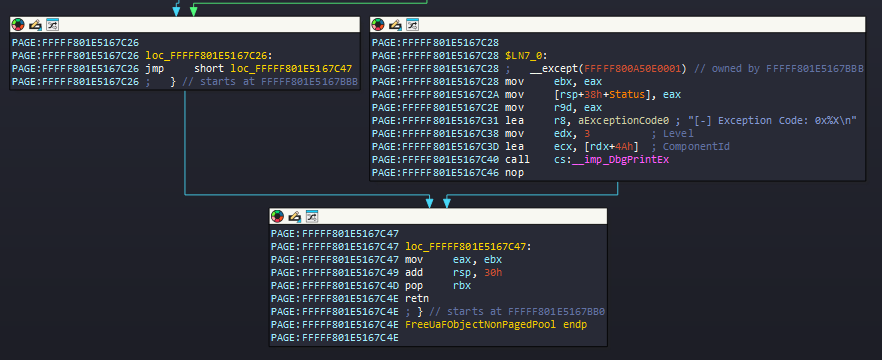 PAGE:FFFFF801E5167C26
PAGE:FFFFF801E5167C26 loc_FFFFF801E5167C26:
PAGE:FFFFF801E5167C26 jmp     short loc_FFFFF801E5167C47
PAGE:FFFFF801E5167C26 ;   } // starts at FFFFF801E5167BBB
PAGE:FFFFF801E5167C28
PAGE:FFFFF801E5167C28 $LN7_0:
PAGE:FFFFF801E5167C28 ;   __except(FFFFF800A50E0001) // owned by FFFFF801E5167BBB
PAGE:FFFFF801E5167C28 mov     ebx, eax
PAGE:FFFFF801E5167C2A mov     [rsp+38h+Status], eax
PAGE:FFFFF801E5167C2E mov     r9d, eax
PAGE:FFFFF801E5167C31 lea     r8, aExceptionCode0 ; "[-] Exception Code: 0x%X\n"
PAGE:FFFFF801E5167C38 mov     edx, 3          ; Level
PAGE:FFFFF801E5167C3D lea     ecx, [rdx+4Ah]  ; ComponentId
PAGE:FFFFF801E5167C40 call    cs:__imp_DbgPrintEx
PAGE:FFFFF801E5167C46 nop
PAGE:FFFFF801E5167C47
PAGE:FFFFF801E5167C47 loc_FFFFF801E5167C47:
PAGE:FFFFF801E5167C47 mov     eax, ebx
PAGE:FFFFF801E5167C49 add     rsp, 30h
PAGE:FFFFF801E5167C4D pop     rbx
PAGE:FFFFF801E5167C4E retn
PAGE:FFFFF801E5167C4E ; } // starts at FFFFF801E5167BB0
PAGE:FFFFF801E5167C4E FreeUaFObjectNonPagedPool endp
PAGE:FFFFF801E5167C4E